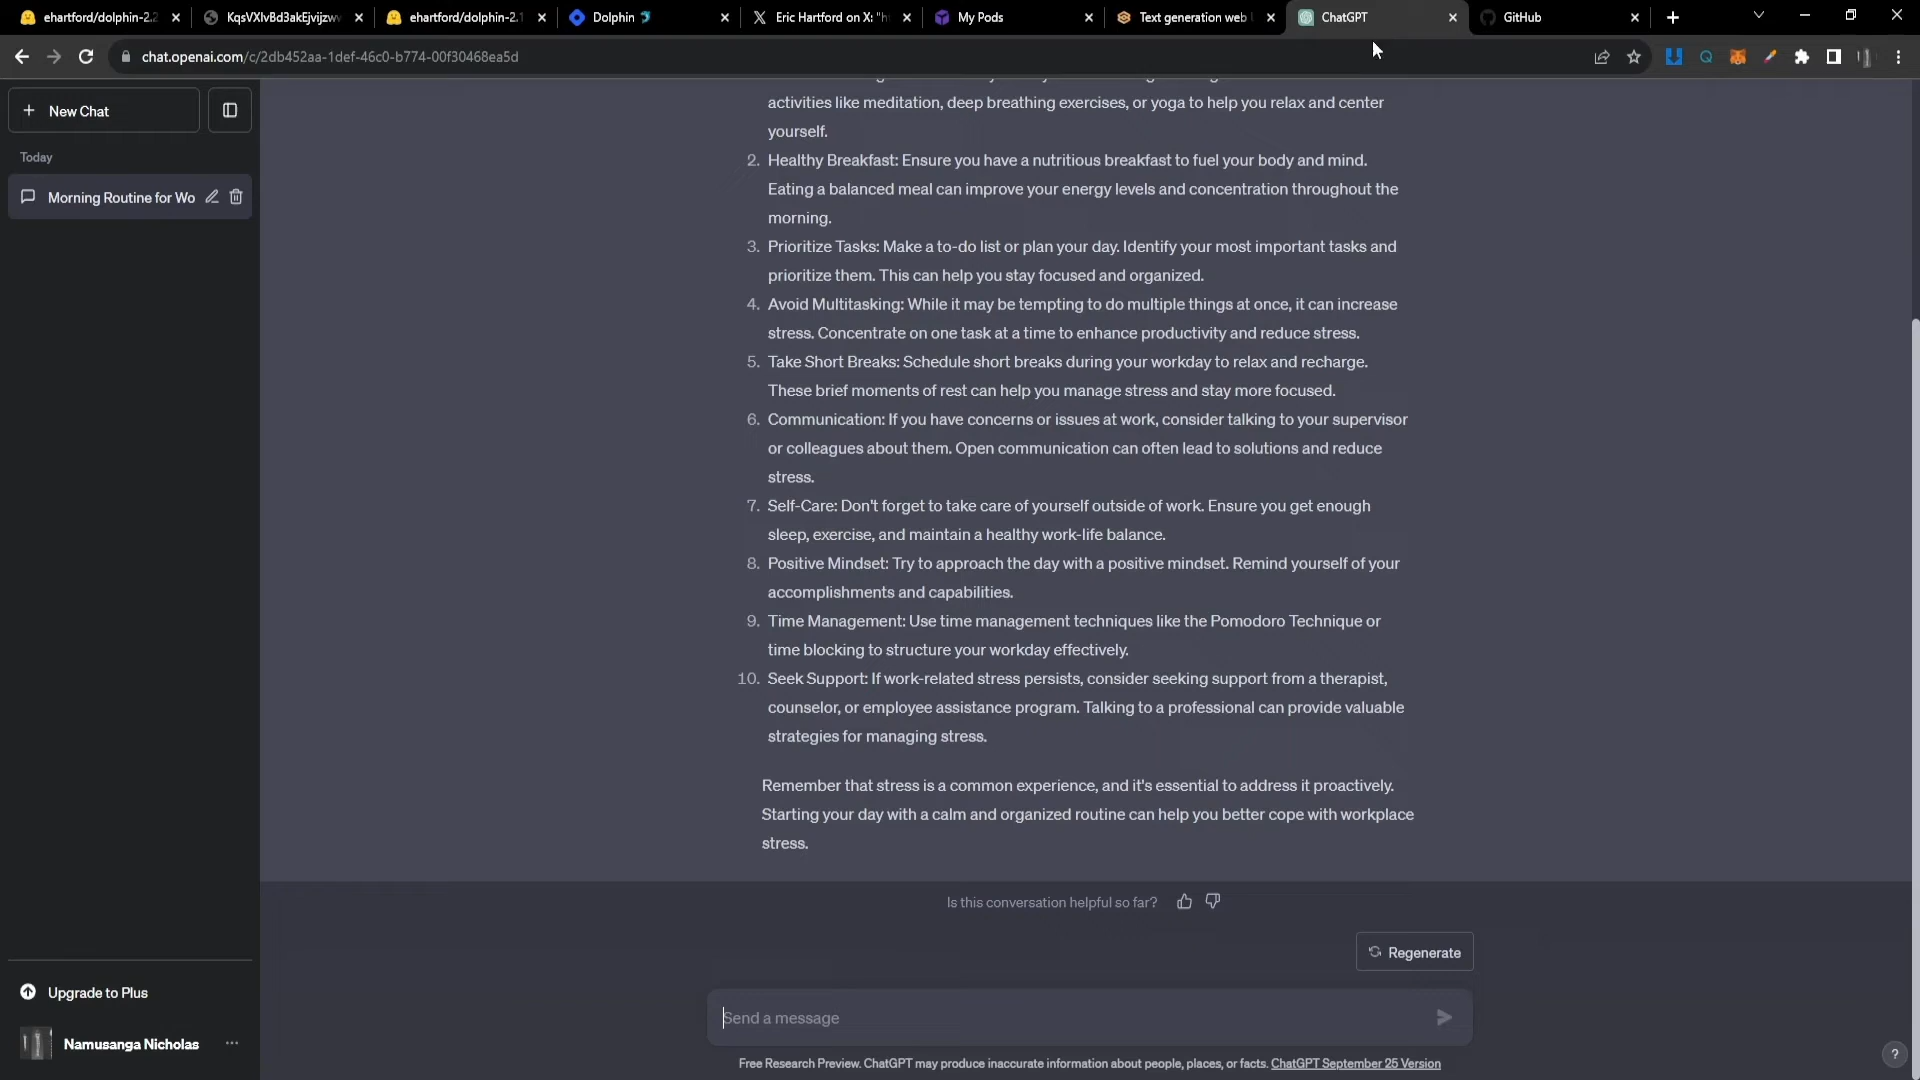 ehartford/dolphin-2.2
KqsVXlvBd3akEjvijzwv
ehartford/dolphin-2.1
Dolphin
Eric Hartford on X: "h
My Pods
Text generation web
ChatGPT
GitHub
chat.openai.com/c/2db452aa-1def-46c0-b774-00f30468ea5d
New Chat
Today
Morning Routine for Wo
activities like meditation, deep breathing exercises, or yoga to help you relax and center
yourself.
2. Healthy Breakfast: Ensure you have a nutritious breakfast to fuel your body and mind.
Eating a balanced meal can improve your energy levels and concentration throughout the
morning.
3. Prioritize Tasks: Make a to-do list or plan your day. Identify your most important tasks and
prioritize them. This can help you stay focused and organized.
4. Avoid Multitasking: While it may be tempting to do multiple things at once, it can increase
stress. Concentrate on one task at a time to enhance productivity and reduce stress.
5. Take Short Breaks: Schedule short breaks during your workday to relax and recharge.
These brief moments of rest can help you manage stress and stay more focused.
6. Communication: If you have concerns or issues at work, consider talking to your supervisor
or colleagues about them. Open communication can often lead to solutions and reduce
stress.
7. Self-Care: Don't forget to take care of yourself outside of work. Ensure you get enough
sleep, exercise, and maintain a healthy work-life balance.
8. Positive Mindset: Try to approach the day with a positive mindset. Remind yourself of your
accomplishments and capabilities.
9. Time Management: Use time management techniques like the Pomodoro Technique or
time blocking to structure your workday effectively.
10. Seek Support: If work-related stress persists, consider seeking support from a therapist,
counselor, or employee assistance program. Talking to a professional can provide valuable
strategies for managing stress.
Remember that stress is a common experience, and it's essential to address it proactively.
Starting your day with a calm and organized routine can help you better cope with workplace
stress.
Is this conversation helpful so far?
Regenerate
Upgrade to Plus
Send a message
Namusanga Nicholas
Free Research Preview. ChatGPT may produce inaccurate information about people, places, or facts. ChatGPT September 25 Version
?